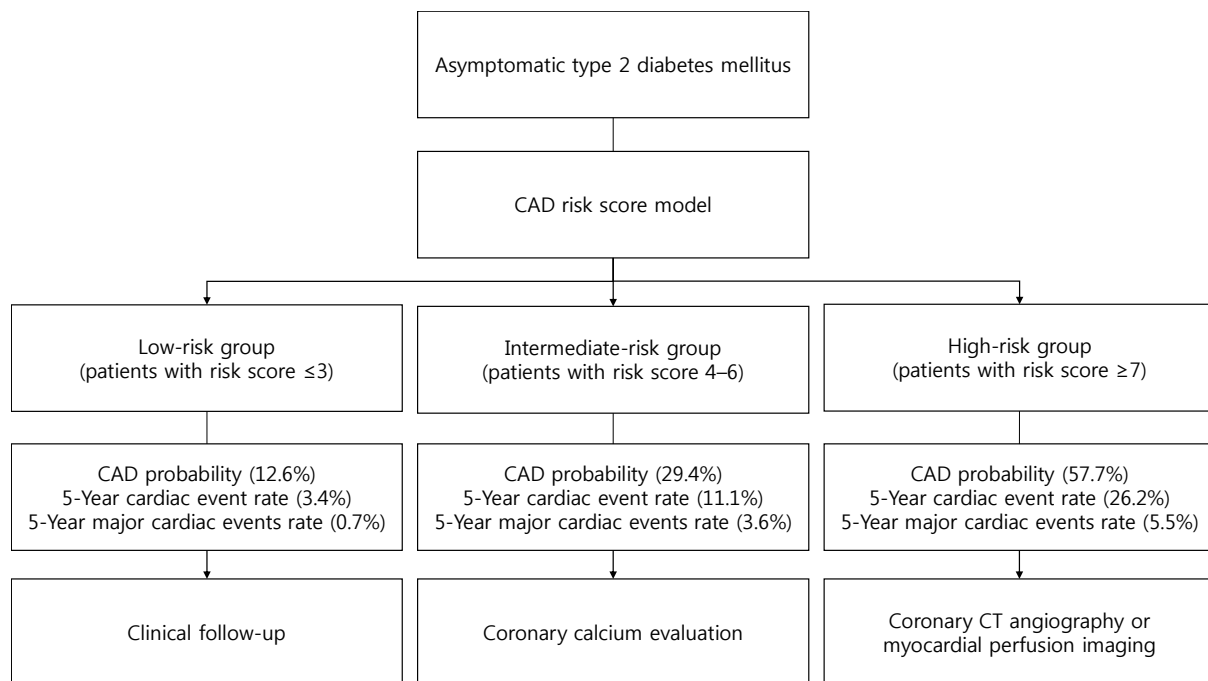 Asymptomatic type 2 diabetes mellitus
CAD risk score model
Low-risk group
(patients with risk score ≤3)
Intermediate-risk group
(patients with risk score 4–6)
High-risk group
(patients with risk score ≥7)
CAD probability (12.6%)
5-Year cardiac event rate (3.4%)
5-Year major cardiac events rate (0.7%)
CAD probability (29.4%)
5-Year cardiac event rate (11.1%)
5-Year major cardiac events rate (3.6%)
CAD probability (57.7%)
5-Year cardiac event rate (26.2%)
5-Year major cardiac events rate (5.5%)
Clinical follow-up
Coronary calcium evaluation
Coronary CT angiography or
myocardial perfusion imaging